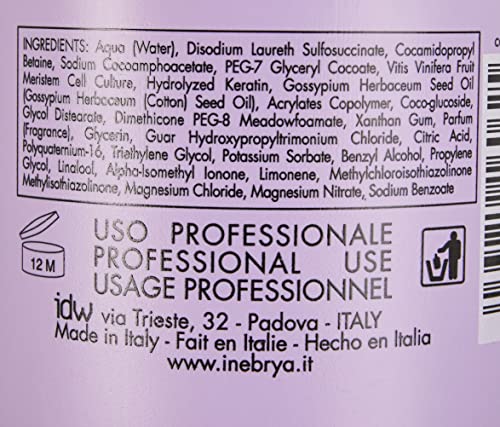 INGREDIENTS: Aqua (Water), Disodium Laureth Sulfosuccinate, Cocamidopropyl
Betaine, Sodium Cocoamphoacetate, PEG-7 Glyceryl Cocoate, Vitis Vinifera Fruit
Meristem Cell Culture, Hydrolyzed Keratin, Gossypium Herbaceum Seed Oil
(Gossypium Herbaceum (Cotton) Seed Oil), Acrylates Copolymer, Coco-glucoside,
Glycol Distearate, Dimethicone PEG-8 Meadowfoamate, Xanthan Gum, Parfum
(Fragrance), Glycerin, Guar Hydroxypropyltrimonium Chloride, Citric Acid,
Polyquaternium-16, Triethylene Glycol, Potassium Sorbate, Benzyl Alcohol, Propylene
Glycol, Linalool, Alpha-Isomethyl Ionone, Limonene, Methylchloroisothiazolinone
Methylisothiazolinone, Magnesium Chloride, Magnesium Nitrate, Sodium Benzoate
12 M
USO PROFESSIONALE
PROFESSIONAL USE
USAGE PROFESSIONNEL
idw via Trieste, 32 - Padova - ITALY
Made in Italy - Fait en Italie - Hecho en Italia
www.inebrya.it